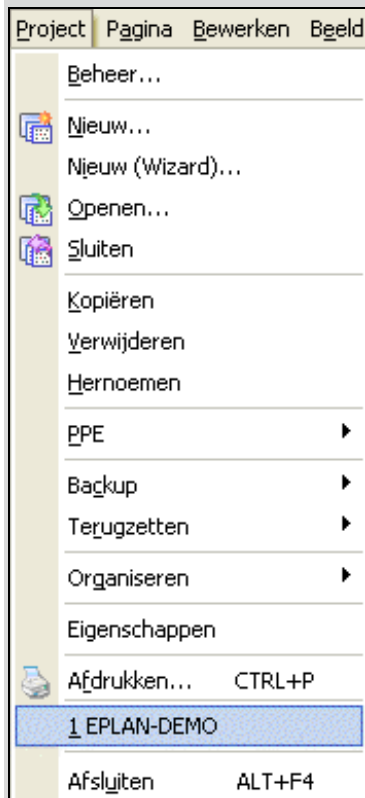 Project Pagina Bewerken Beeld
Beheer...
Nieuw...
Nieuw (Wizard)...
Openen...
Sluiten
Kopiëren
Verwijderen
Hernoemen
PPE
Backup
Terugzetten
Organiseren
Eigenschappen
Afdrukken... CTRL+P
1 EPLAN-DEMO
Afsluiten ALT+F4